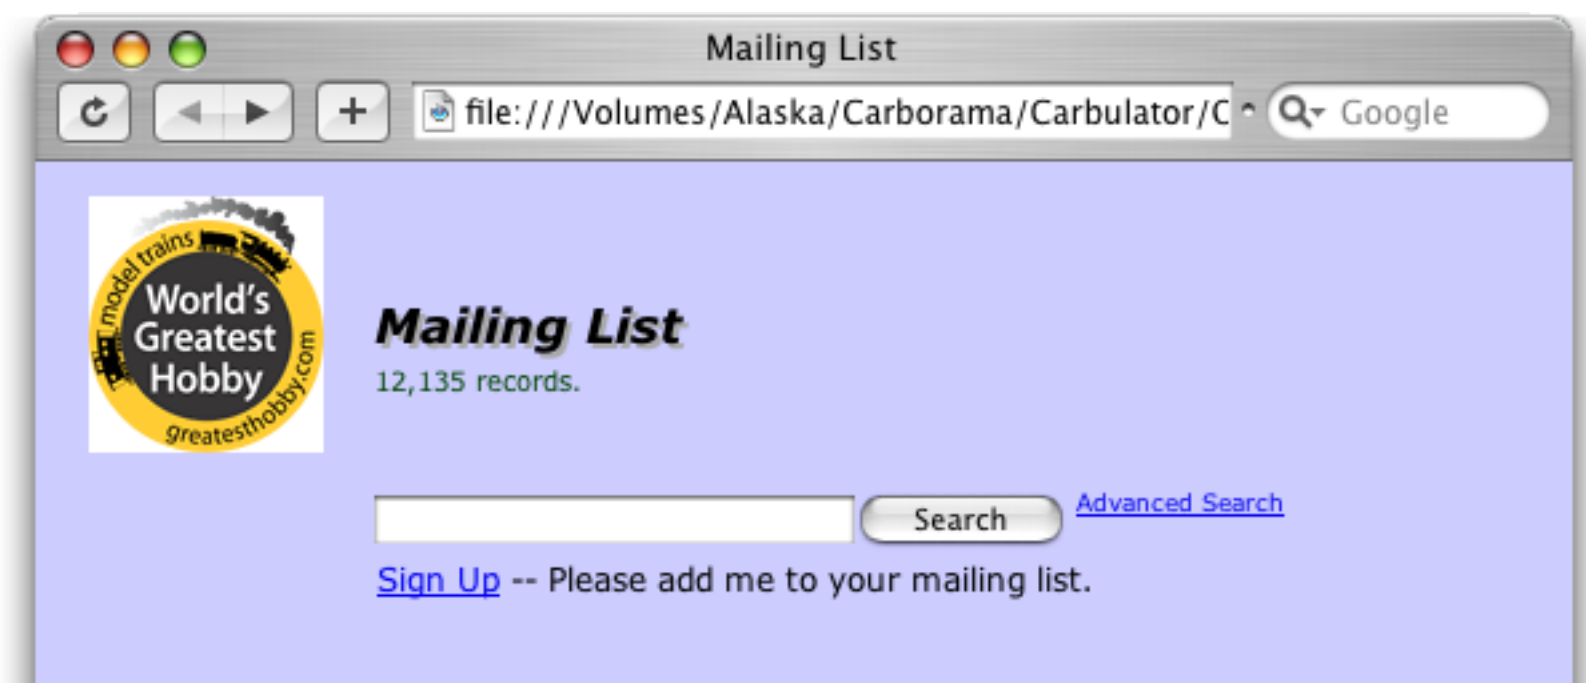 Mailing List
file:///Volumes/Alaska/Carborama/Carbulator/C
Google
model trains
World's
Greatest
Hobby
greatesthobby.com
Mailing List
12,135 records.
Search
Advanced Search
Sign Up -- Please add me to your mailing list.